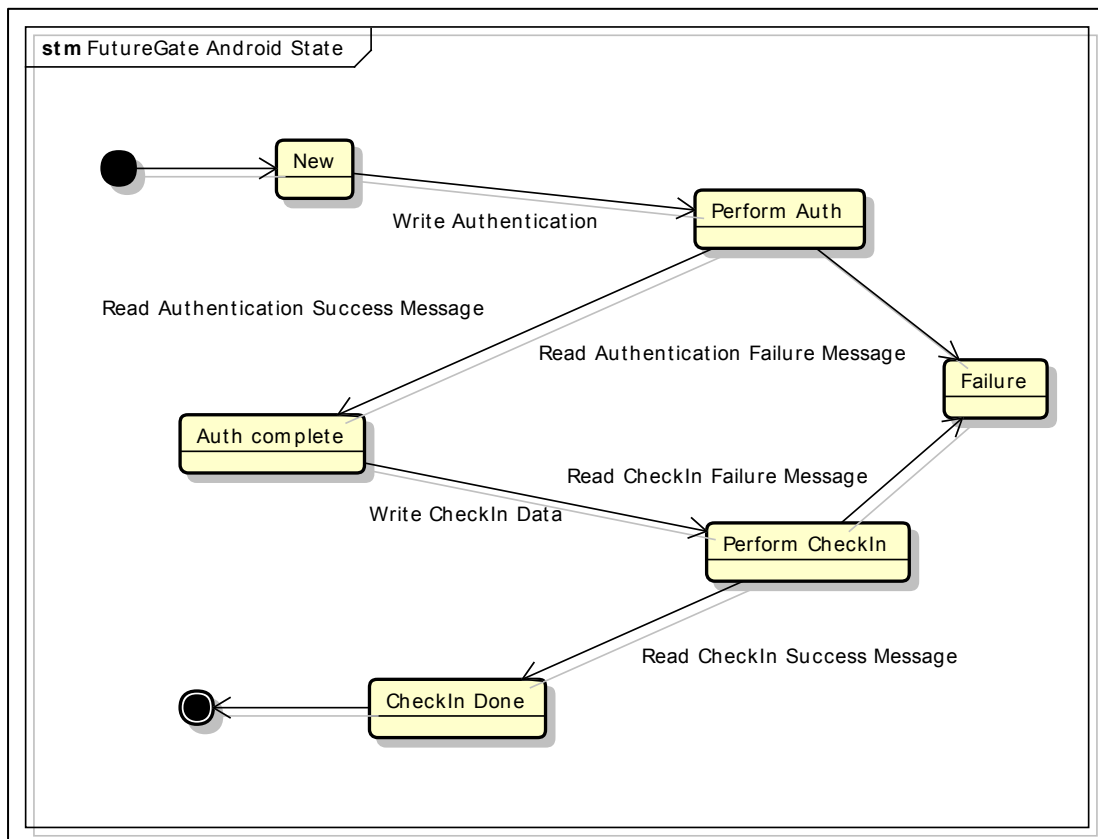 stm FutureGate Android State
New
Write Authentication
Perform Auth
Read Authentication Success Message
Read Authentication Failure Message
Failure
Auth complete
Read CheckIn Failure Message
Write CheckIn Data
Perform CheckIn
Read CheckIn Success Message
CheckIn Done